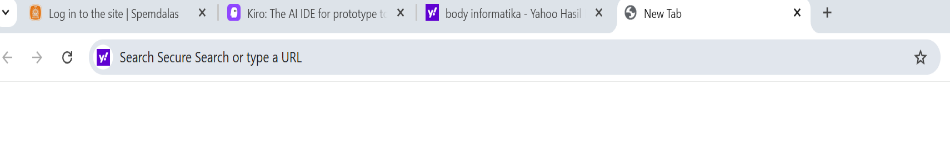 Log in to the site | Spemdalas
Kiro: The AI IDE for prototype to
body informatika - Yahoo Hasil
New Tab
Search Secure Search or type a URL